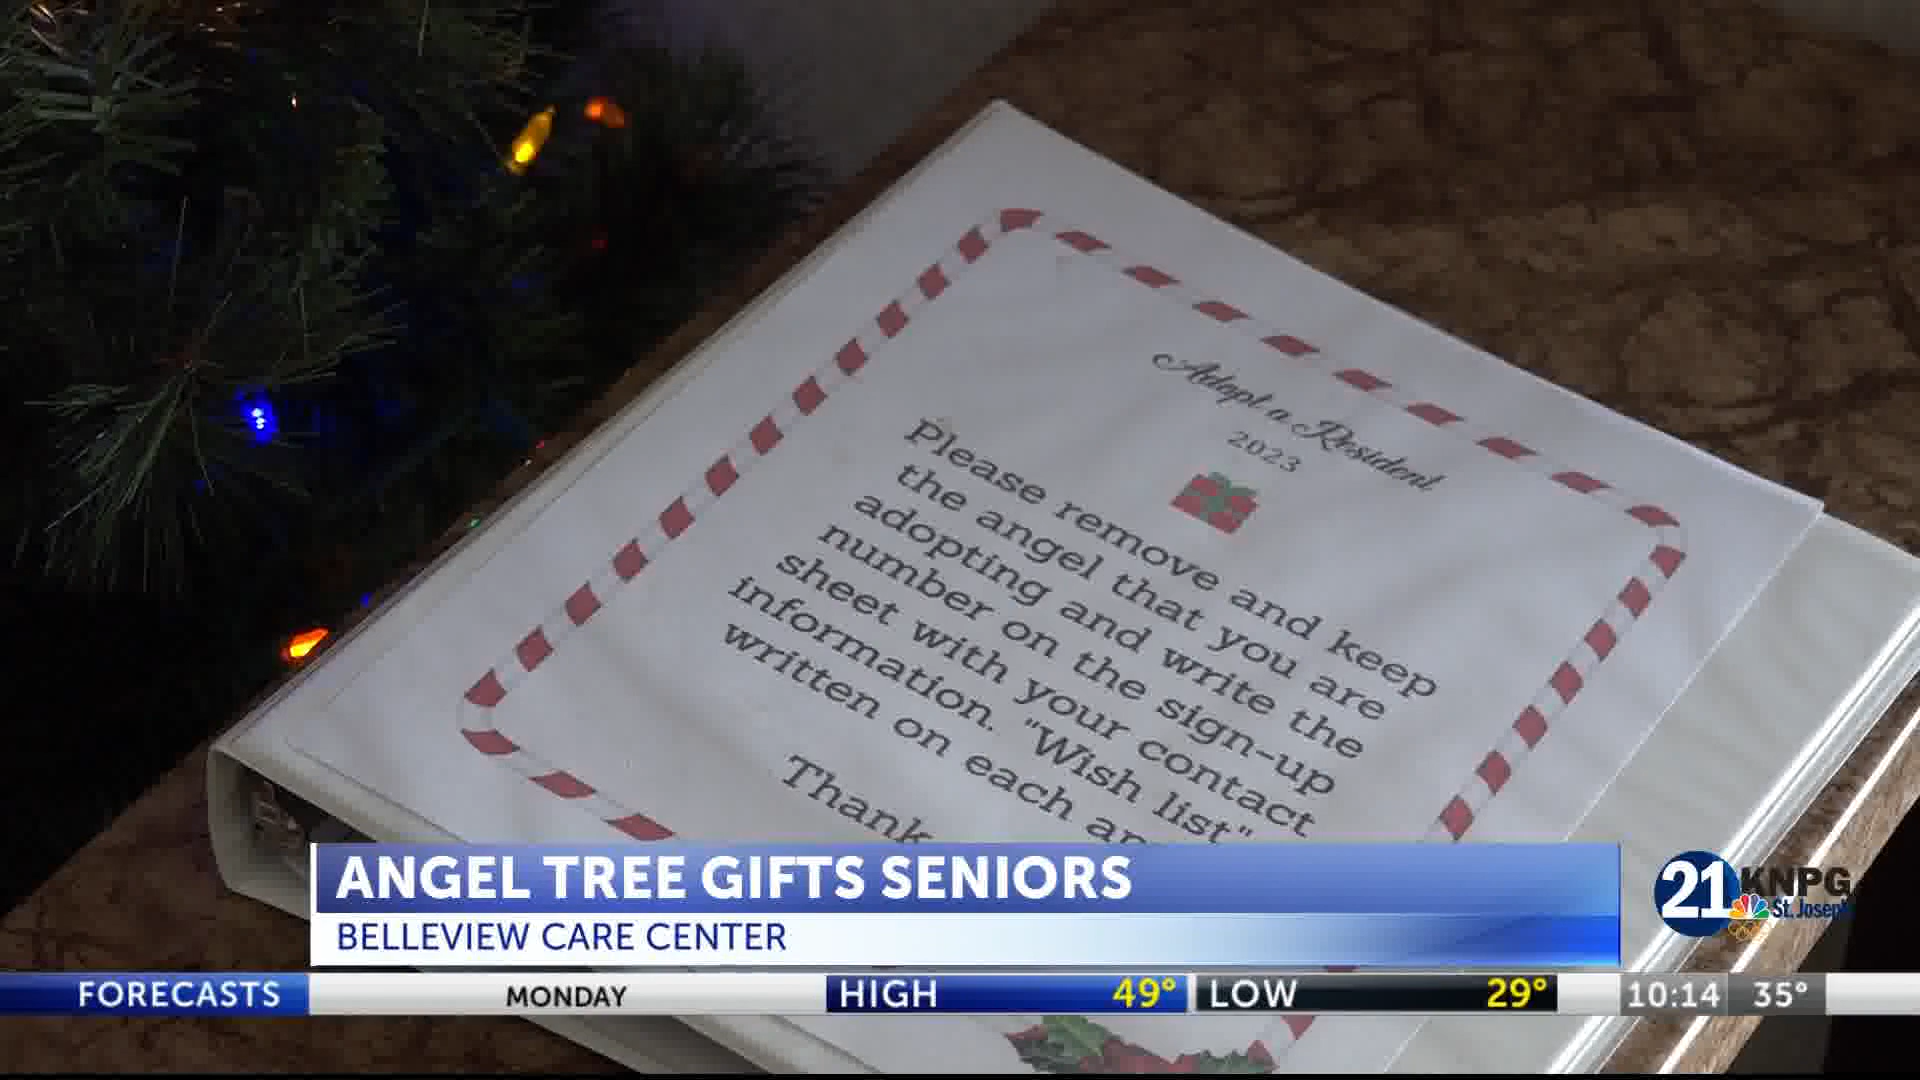 Adopt a Resident
2023
Please remove and keep
the angel that you are
adopting and write the
number on the sign-up
sheet with your contact
information. "Wish list"
written on each
Thank
ANGEL TREE GIFTS SENIORS
BELLEVIEW CARE CENTER
21 KNPG
St. Joseph
FORECASTS MONDAY HIGH 49° LOW 29° 10:14 35°